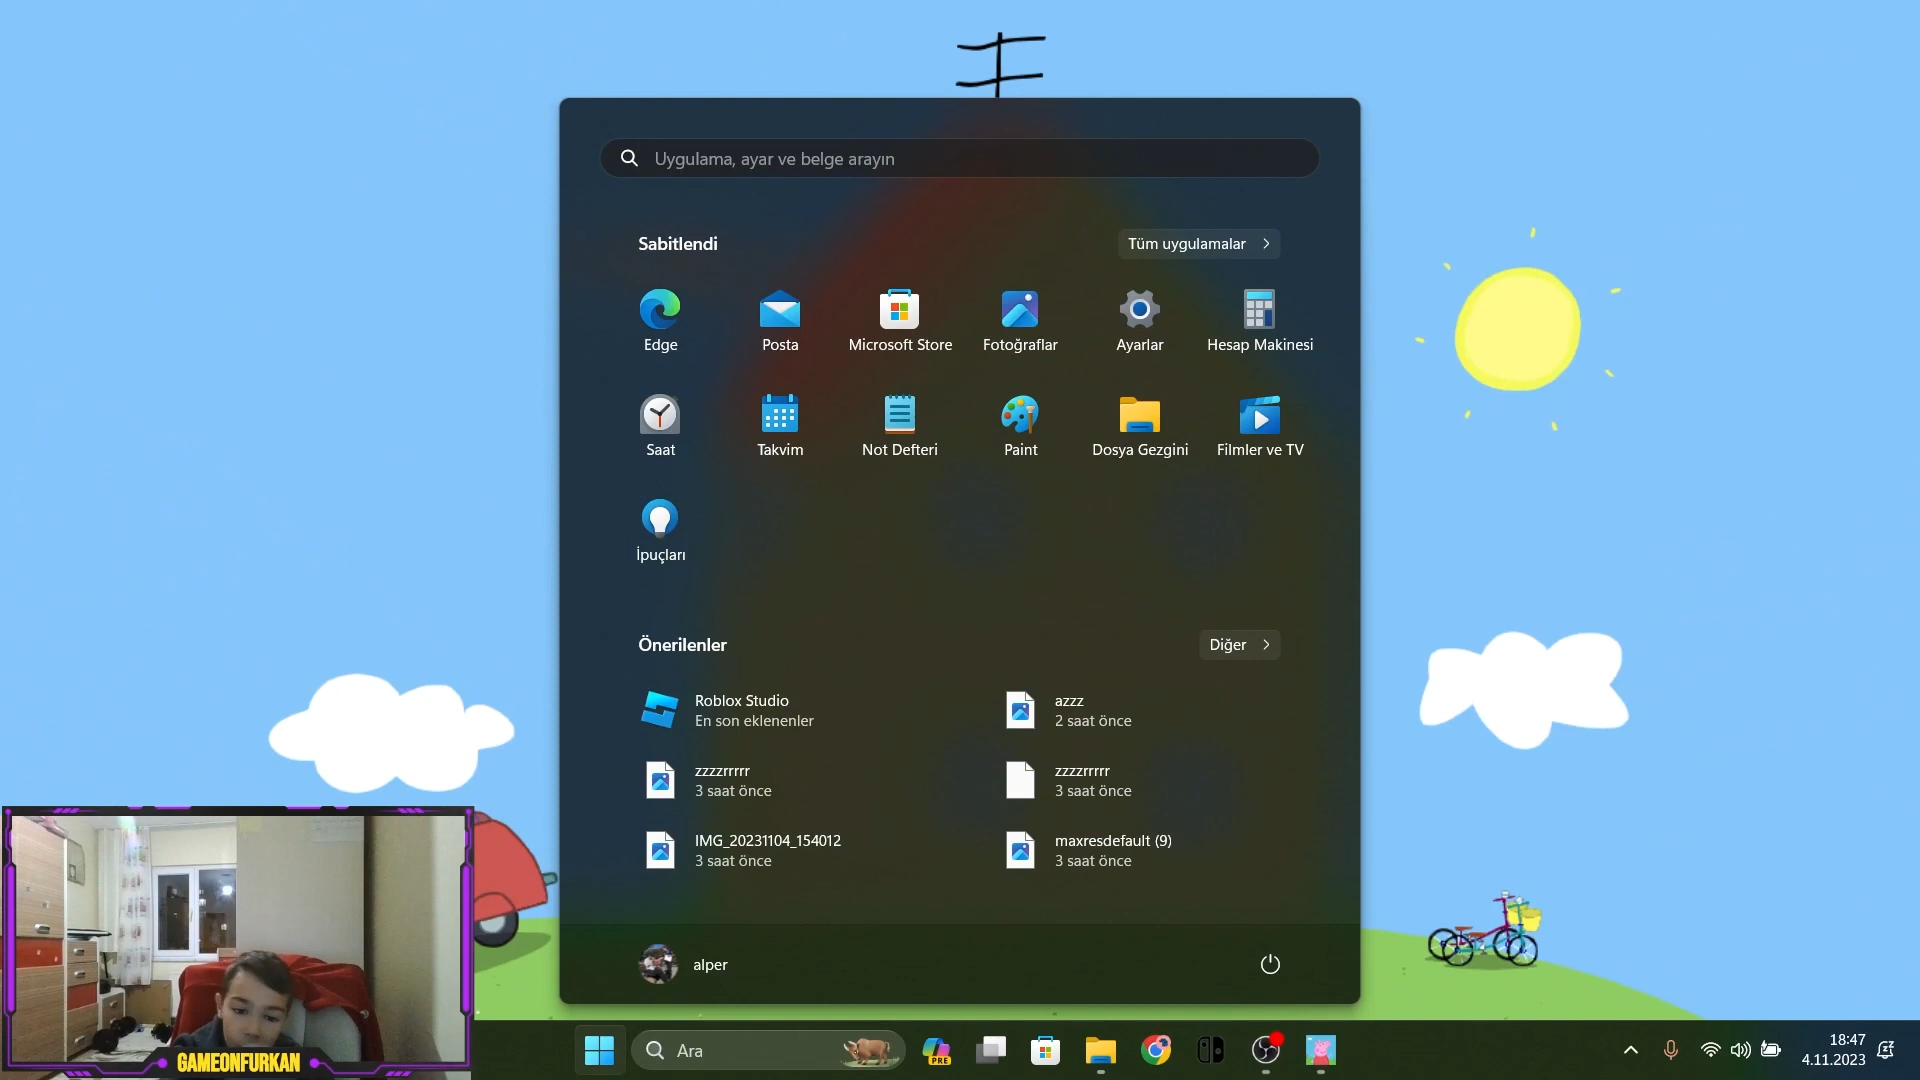 Uygulama, ayar ve belge arayın
Sabitlendi
Tüm uygulamalar
Edge
Posta
Microsoft Store
Fotoğraflar
Ayarlar
Hesap Makinesi
Saat
Takvim
Not Defteri
Paint
Dosya Gezgini
Filmler ve TV
İpuçları
Önerilenler
Diğer
Roblox Studio
En son eklenenler
azzz
2 saat önce
zzzzrrrrr
3 saat önce
zzzzrrrrr
3 saat önce
IMG_20231104_154012
3 saat önce
maxresdefault (9)
3 saat önce
alper
GAMEONFURKAN
Ara
PRE
18:47
4.11.2023